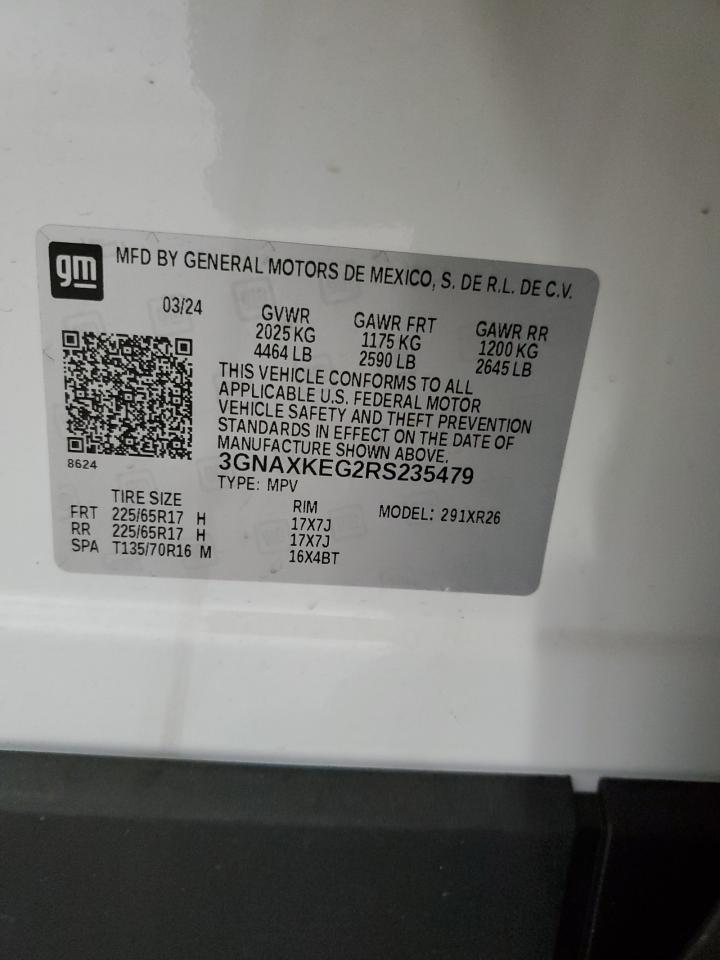 gm
MFD BY GENERAL MOTORS DE MEXICO, S. DE R.L. DE C.V.
03/24 GVWR GAWR FRT GAWR RR
2025 KG 1175 KG 1200 KG
4464 LB 2590 LB 2645 LB
THIS VEHICLE CONFORMS TO ALL
APPLICABLE U.S. FEDERAL MOTOR
VEHICLE SAFETY AND THEFT PREVENTION
STANDARDS IN EFFECT ON THE DATE OF
MANUFACTURE SHOWN ABOVE.
8624
3GNAXKEG2RS235479
TYPE: MPV
TIRE SIZE RIM MODEL: 291XR26
FRT 225/65R17 H 17X7J
RR 225/65R17 H 17X7J
SPA T135/70R16 M 16X4BT